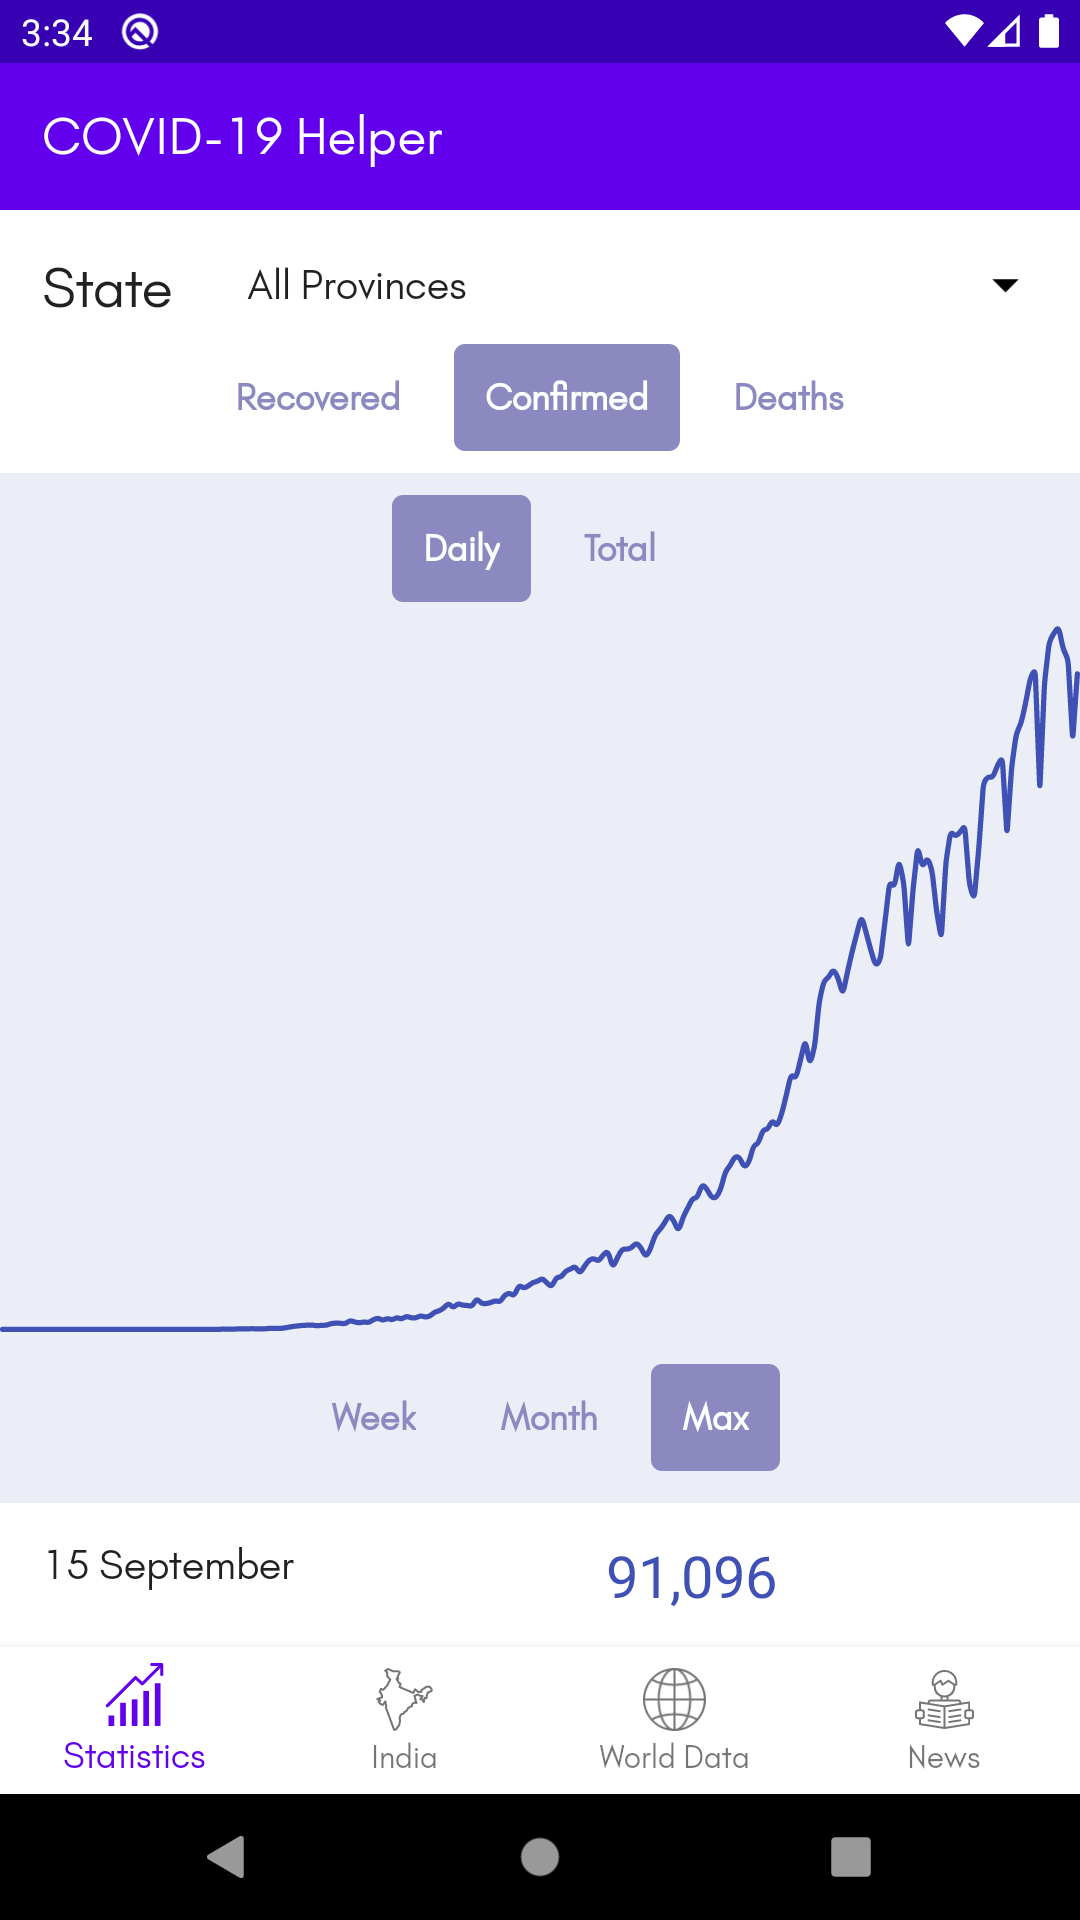 3:34
COVID-19 Helper
State All Provinces
Recovered Confirmed Deaths
Daily Total
Week Month Max
15 September 91,096
Statistics India World Data News